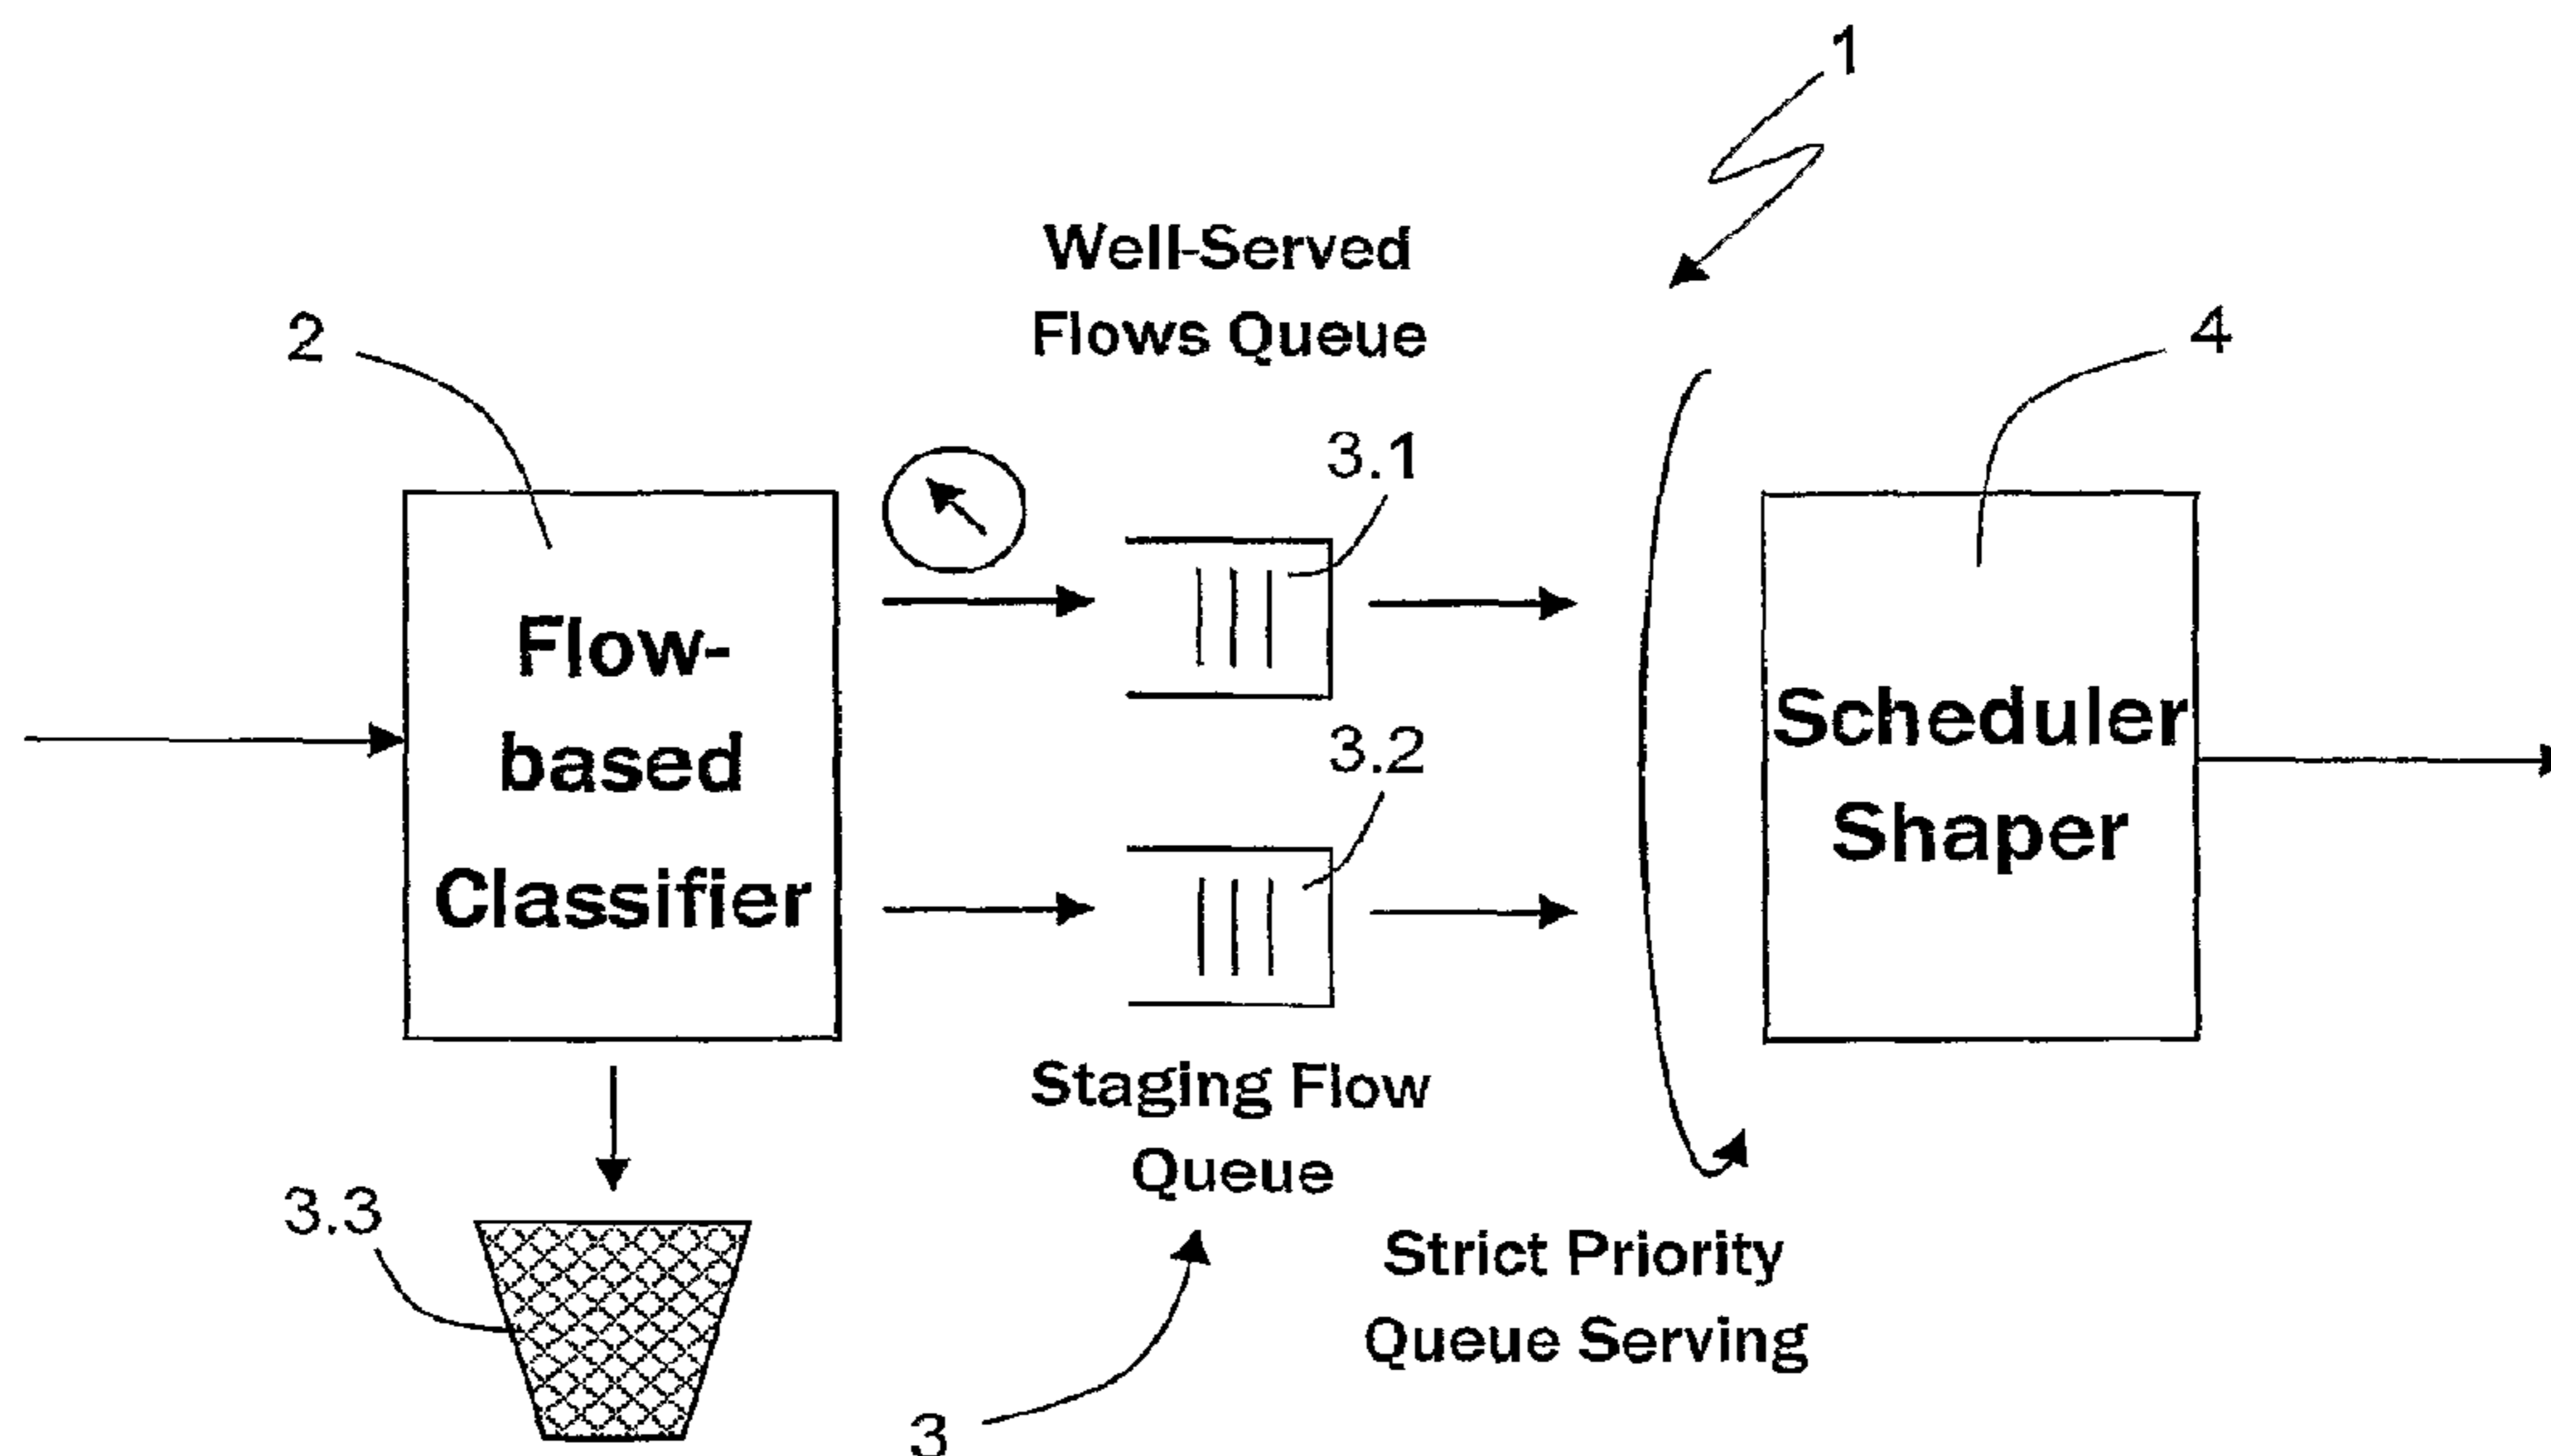 1
Well-Served
Flows Queue
2
4
3.1
Flow-
based
Classifier
3.2
Scheduler
Shaper
Staging Flow
Queue
3.3
Strict Priority
Queue Serving
3